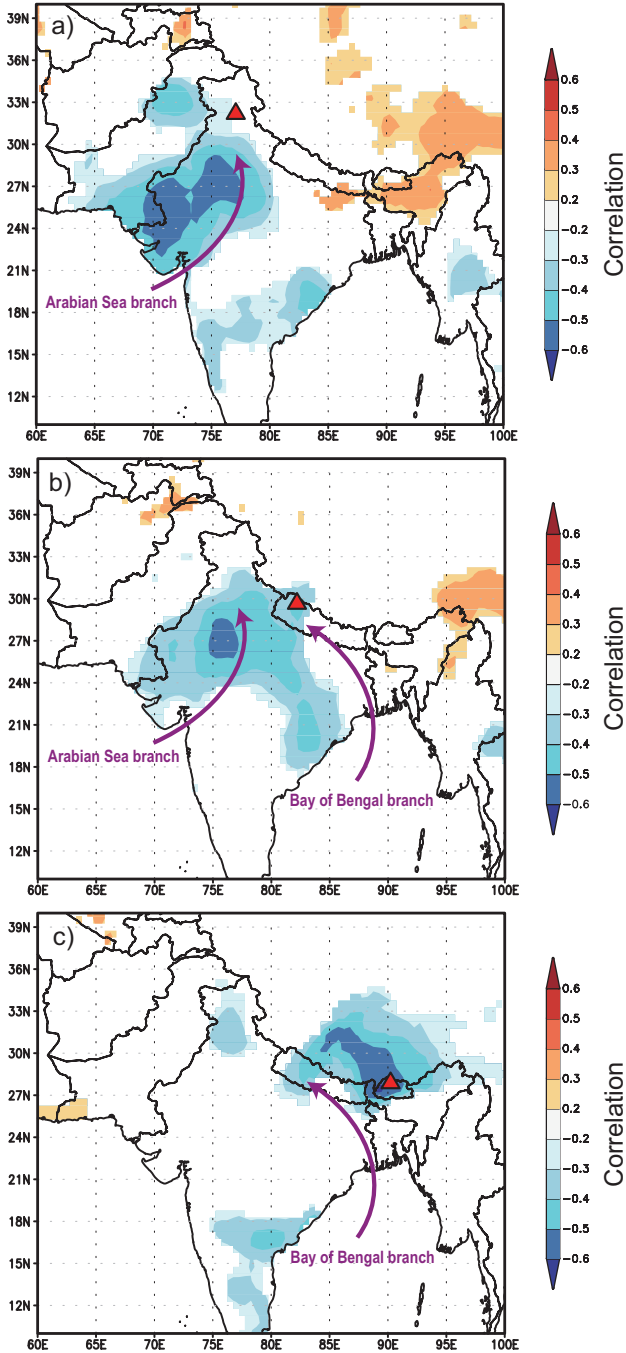 a)
39N
36N
33N
30N
27N
24N
21N
18N
15N
12N
Arabian Sea branch
60E 65E 70E 75E 80E 85E 90E 95E 100E
0.6
0.5
0.4
0.3
0.2
-0.2
-0.3
-0.4
-0.5
-0.6
Correlation
b)
39N
36N
33N
30N
27N
24N
21N
18N
15N
12N
Arabian Sea branch
Bay of Bengal branch
60E 65E 70E 75E 80E 85E 90E 95E 100E
0.6
0.5
0.4
0.3
0.2
-0.2
-0.3
-0.4
-0.5
-0.6
Correlation
c)
39N
36N
33N
30N
27N
24N
21N
18N
15N
12N
Bay of Bengal branch
60E 65E 70E 75E 80E 85E 90E 95E 100E
0.6
0.5
0.4
0.3
0.2
-0.2
-0.3
-0.4
-0.5
-0.6
Correlation